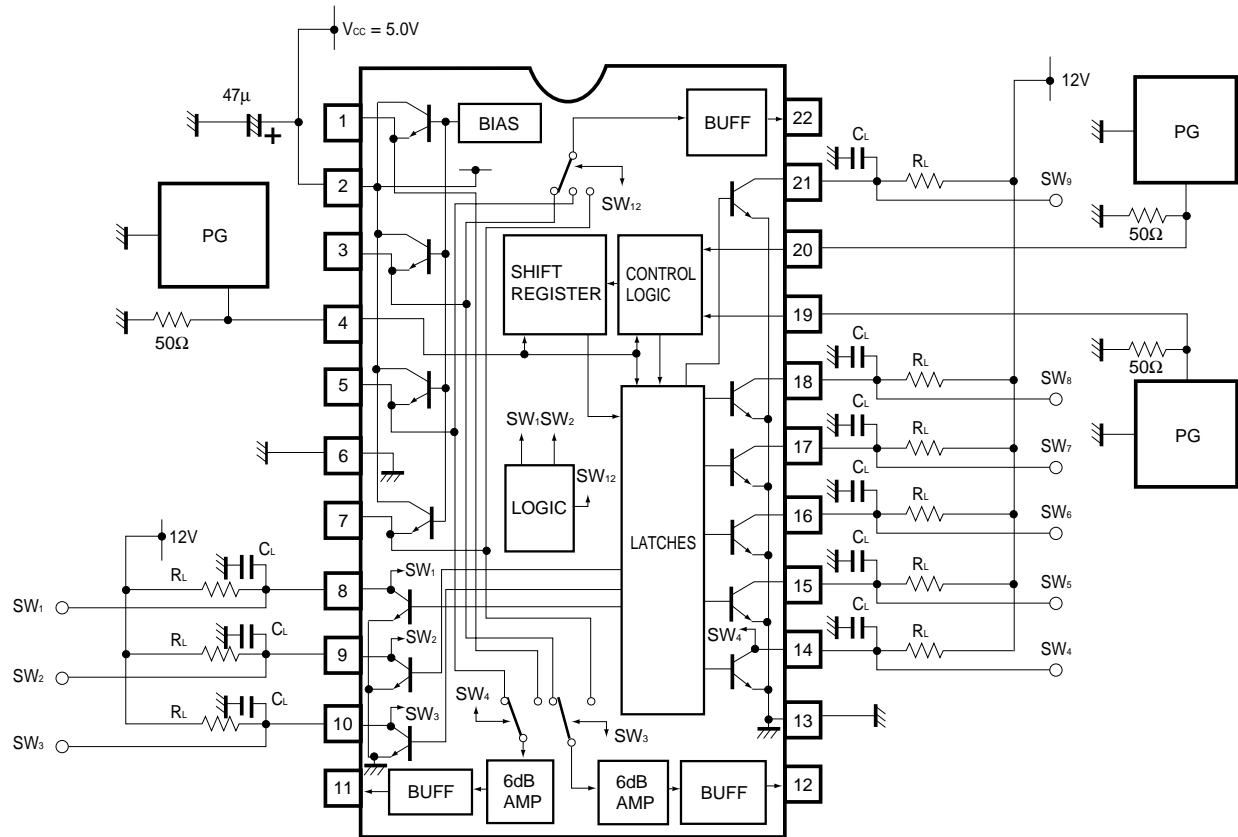 Vcc = 5.0V
47μ
+
12V
PG
PG
50Ω
50Ω
PG
PG
50Ω
1
2
3
4
5
6
7
8
9
10
11
22
21
20
19
18
17
16
15
14
13
12
BIAS
BUFF
SW12
SHIFT REGISTER
CONTROL LOGIC
SW1 SW2
SW12
LOGIC
LATCHES
SW1
SW2
SW3
SW4
SW4
SW3
BUFF
6dB AMP
6dB AMP
BUFF
12V
CL
RL
SW1
CL
RL
SW2
CL
RL
SW3
CL
RL
SW9
CL
RL
SW8
CL
RL
SW7
CL
RL
SW6
CL
RL
SW5
CL
RL
SW4